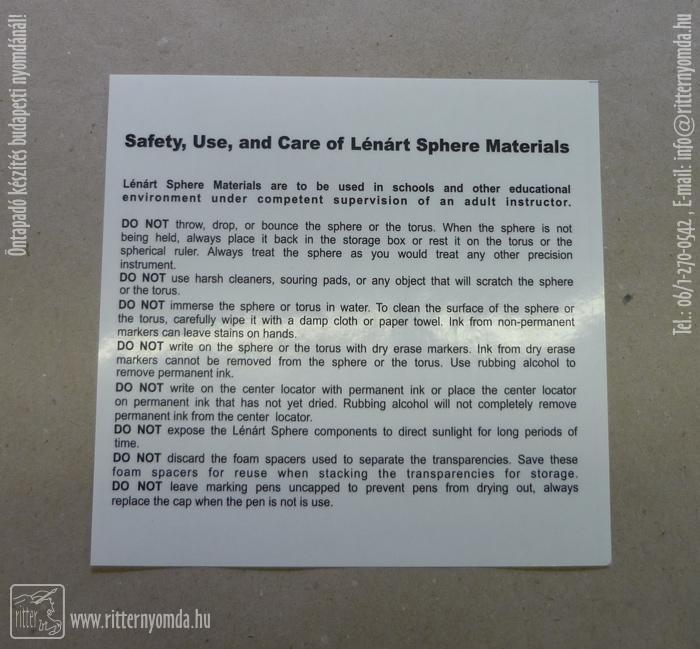 Öntapadó készítés budapesti nyomdánál!
Safety, Use, and Care of Lénárt Sphere Materials
Lénárt Sphere Materials are to be used in schools and other educational
environment under competent supervision of an adult instructor.
DO NOT throw, drop, or bounce the sphere or the torus. When the sphere is not
being held, always place it back in the storage box or rest it on the torus or the
spherical ruler. Always treat the sphere as you would treat any other precision
instrument.
DO NOT use harsh cleaners, souring pads, or any object that will scratch the sphere
or the torus.
DO NOT immerse the sphere or torus in water. To clean the surface of the sphere or
the torus, carefully wipe it with a damp cloth or paper towel. Ink from non-permanent
markers can leave stains on hands.
DO NOT write on the sphere or the torus with dry erase markers. Ink from dry erase
markers cannot be removed from the sphere or the torus. Use rubbing alcohol to
remove permanent ink.
DO NOT write on the center locator with permanent ink or place the center locator
on permanent ink that has not yet dried. Rubbing alcohol will not completely remove
permanent ink from the center locator.
DO NOT expose the Lénárt Sphere components to direct sunlight for long periods of
time.
DO NOT discard the foam spacers used to separate the transparencies. Save these
foam spacers for reuse when stacking the transparencies for storage.
DO NOT leave marking pens uncapped to prevent pens from drying out, always
replace the cap when the pen is not is use.
Tel.: 06/1-270-0542 E-mail: info@ritternyomda.hu
ritter
www.ritternyomda.hu